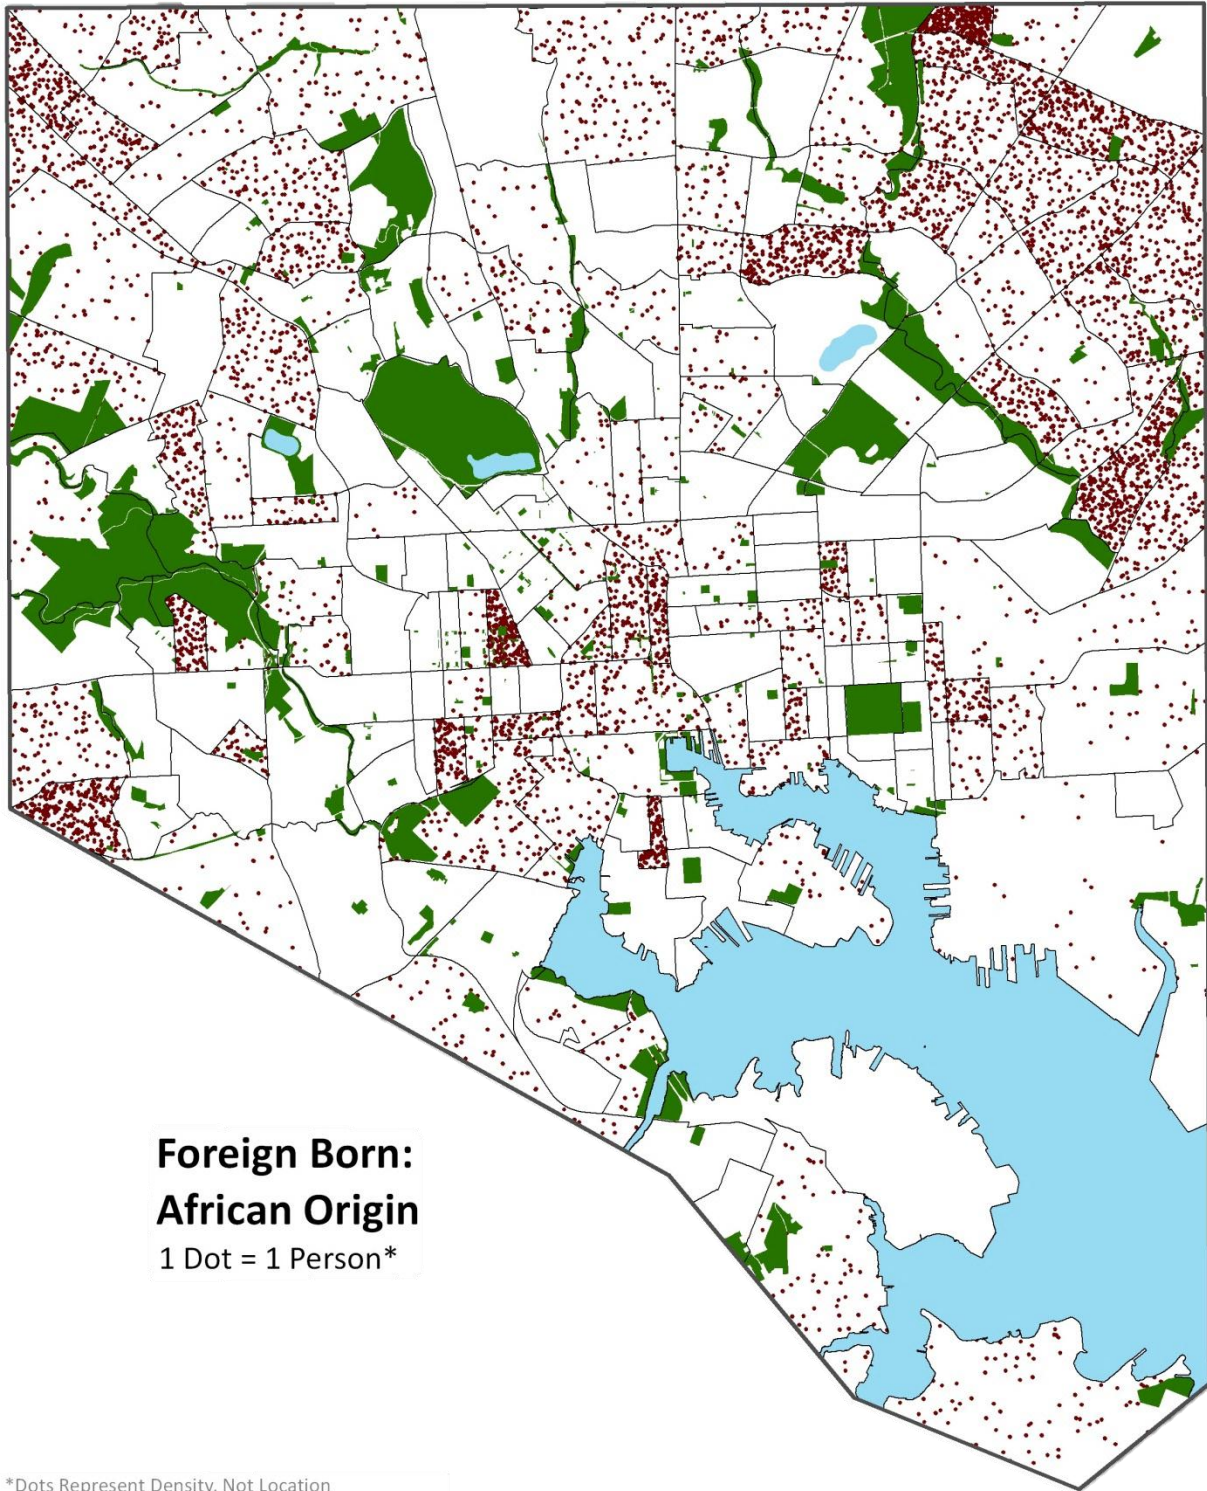 Foreign Born:
African Origin
1 Dot = 1 Person*
*Dots Represent Density, Not Location